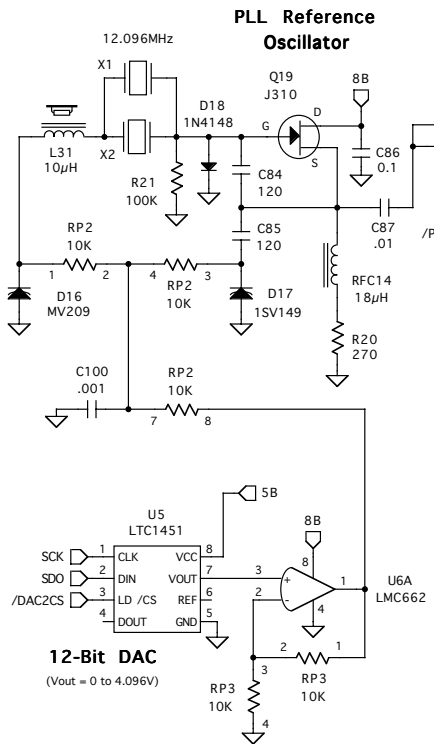 PLL Reference
Oscillator
12.096MHz
X1
X2
L31
10µH
Q19
J310
8B
D
G
S
D18
1N4148
C86
0.1
C84
120
R21
100K
C87
.01
/P
C85
120
RP2
10K
1 2
4 3
RP2
10K
RFC14
18µH
D16
MV209
D17
1SV149
R20
270
C100
.001
RP2
10K
7 8
U5
LTC1451
5B
8B
SCK 1 CLK VCC 8
SDO 2 DIN VOUT 7
/DAC2CS 3 LD /CS REF 6
4 DOUT GND 5
3 +
2 -
8
1
4
U6A
LMC662
12-Bit DAC
(Vout = 0 to 4.096V)
2 1
RP3
10K
3
RP3
10K
4